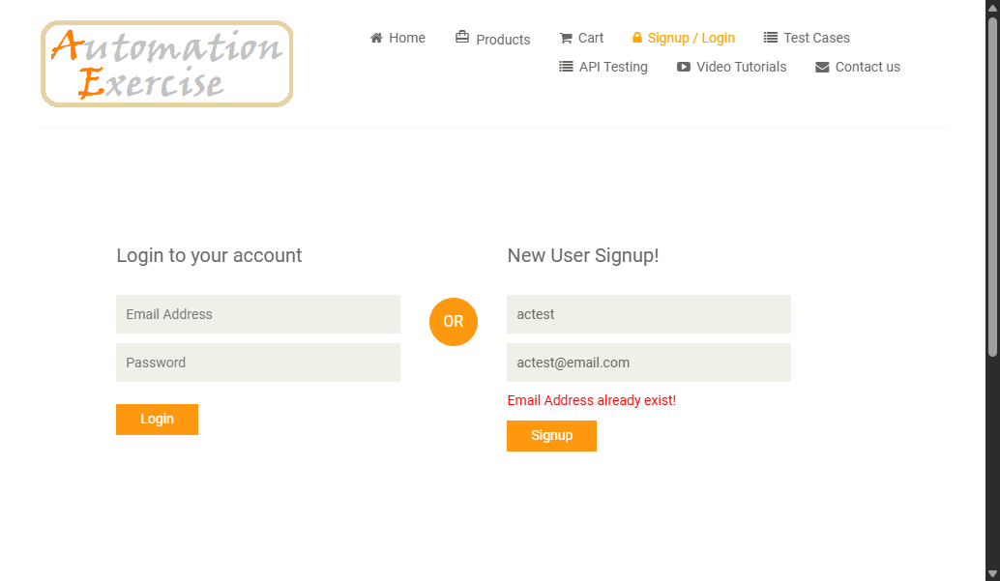 Automation
Exercise
Home
Products
Cart
Signup / Login
Test Cases
API Testing
Video Tutorials
Contact us
Login to your account
Email Address
Password
Login
OR
New User Signup!
actest
actest@email.com
Email Address already exist!
Signup